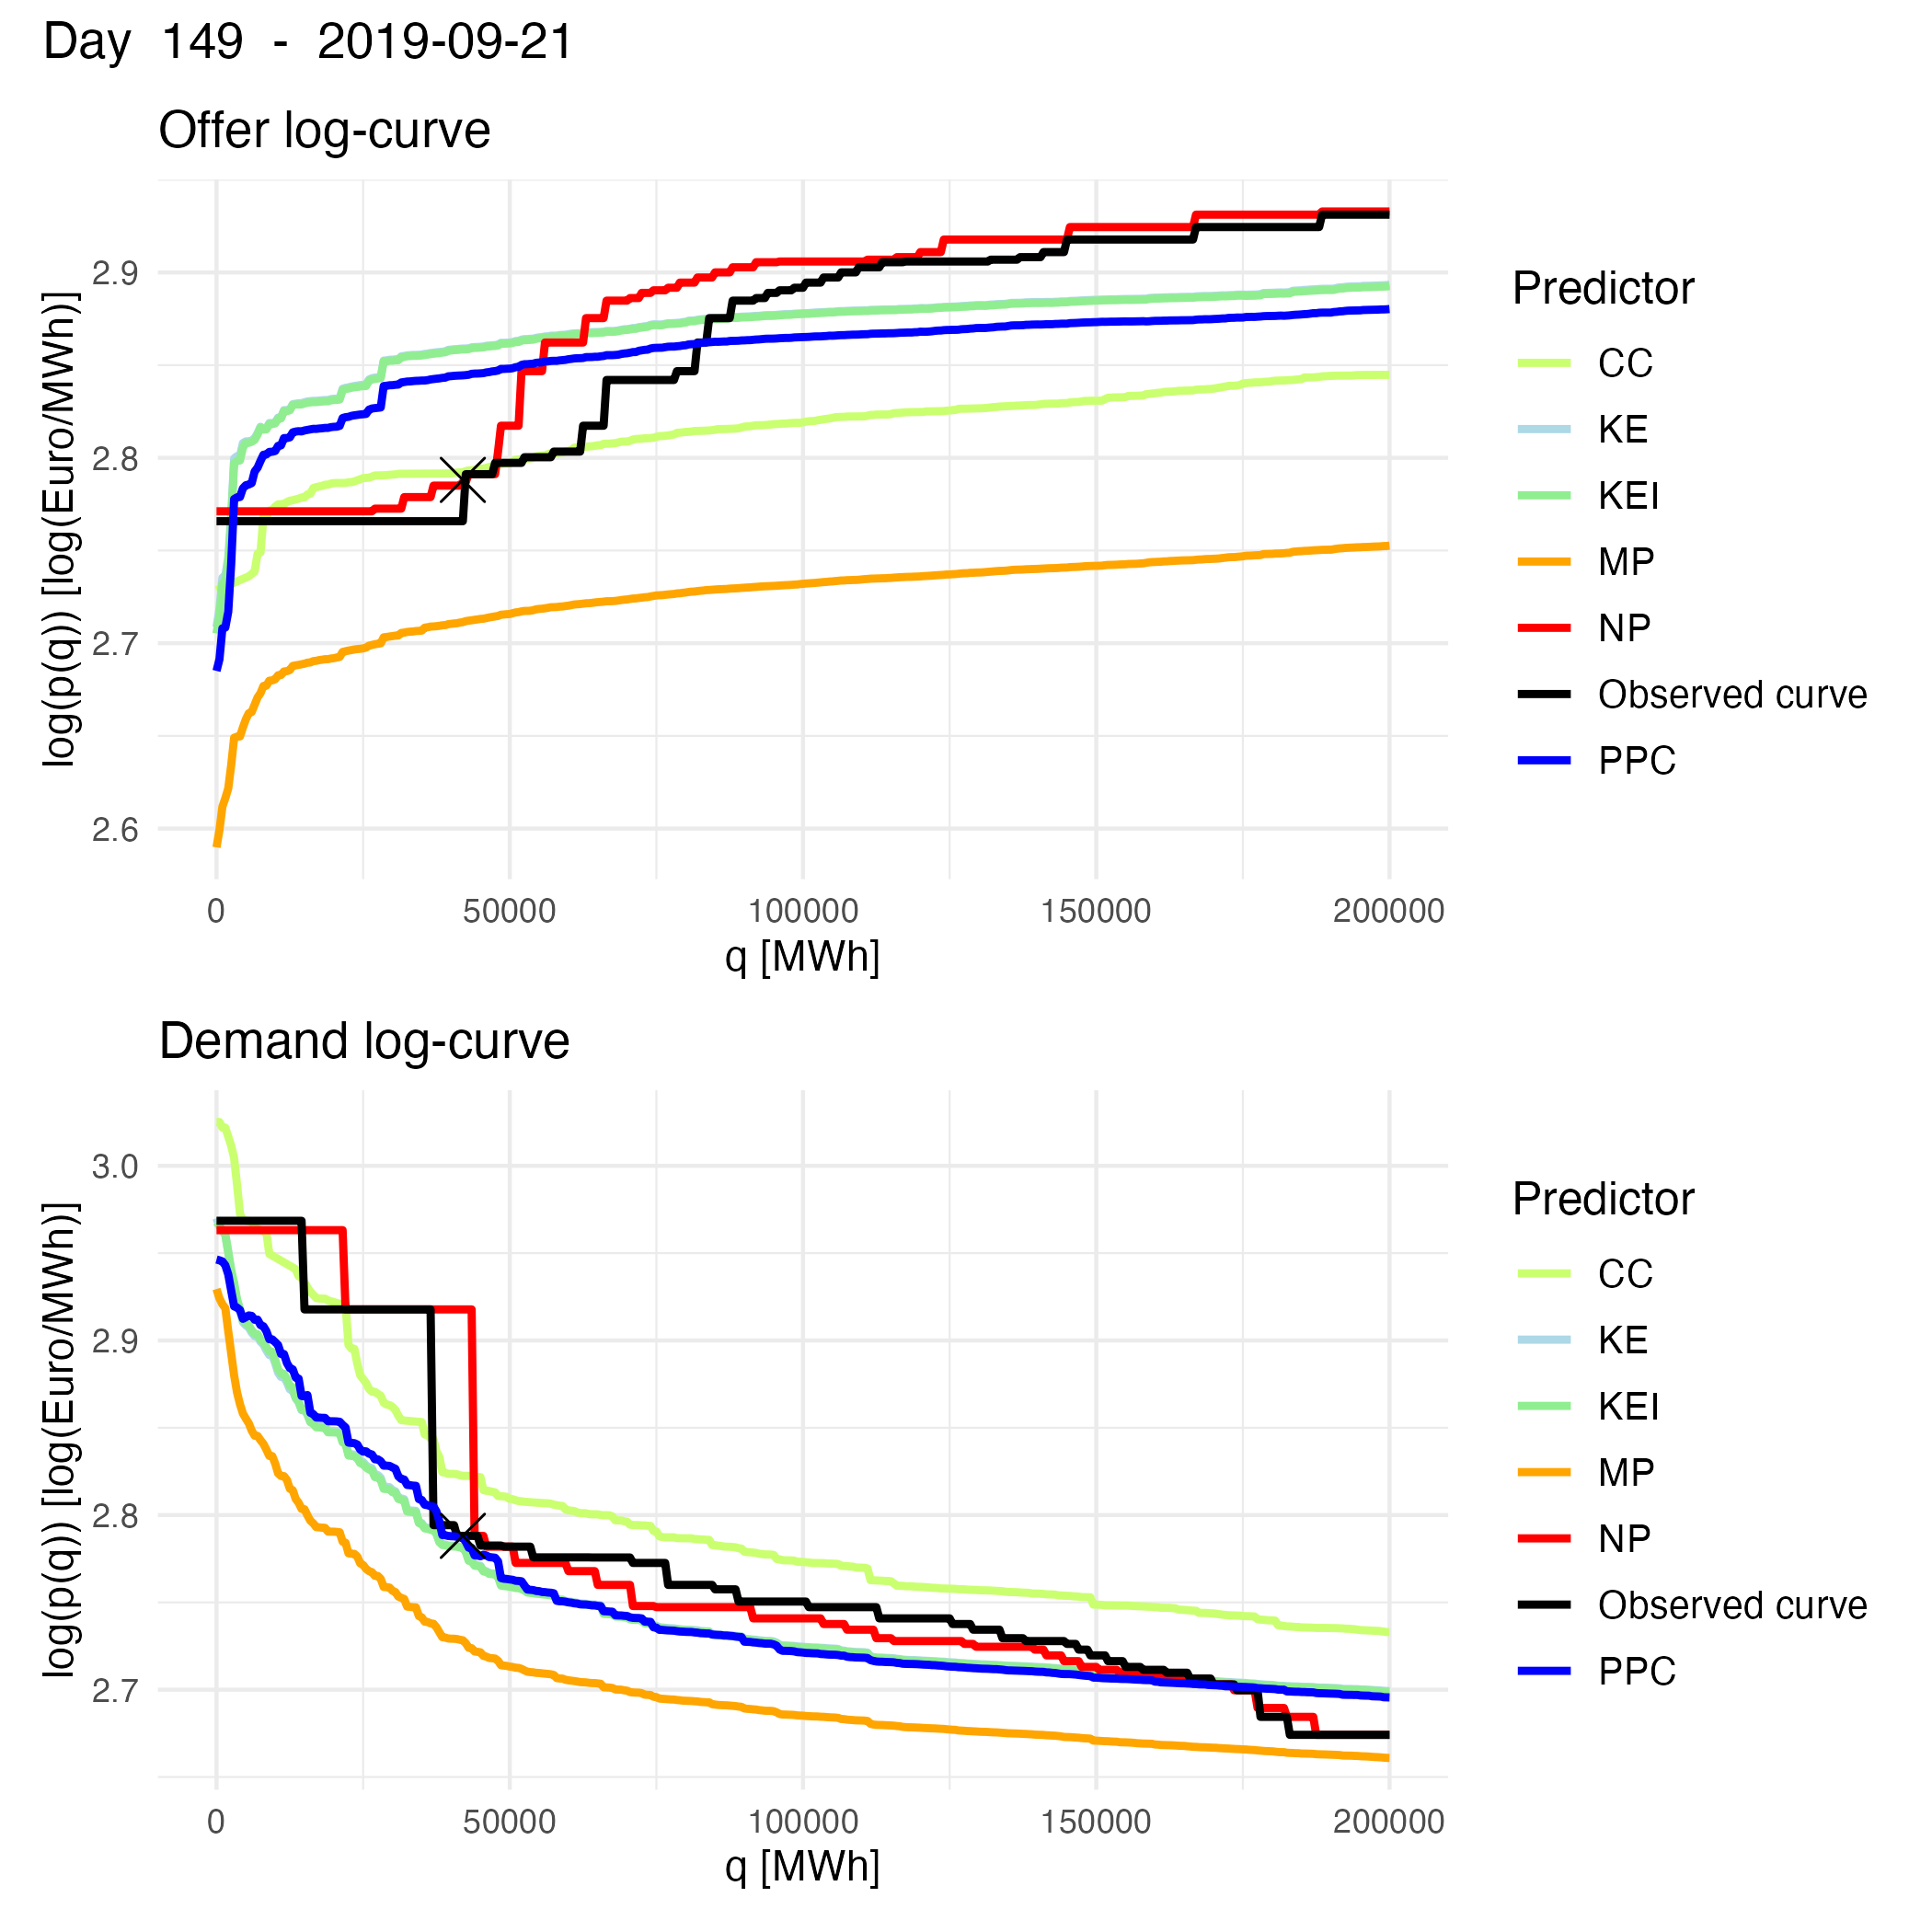 Day 149 - 2019-09-21
Offer log-curve
log(p(q)) [log(Euro/MWh)]
2.9
2.8
2.7
2.6
0 50000 100000 150000 200000
q [MWh]
Predictor
CC
KE
KEI
MP
NP
Observed curve
PPC
Demand log-curve
log(p(q)) [log(Euro/MWh)]
3.0
2.9
2.8
2.7
0 50000 100000 150000 200000
q [MWh]
Predictor
CC
KE
KEI
MP
NP
Observed curve
PPC